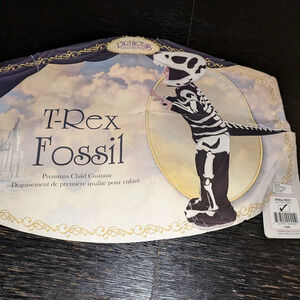 T-Rex
Fossil
Premium Child Costume
Déguisement de première qualité pour enfant